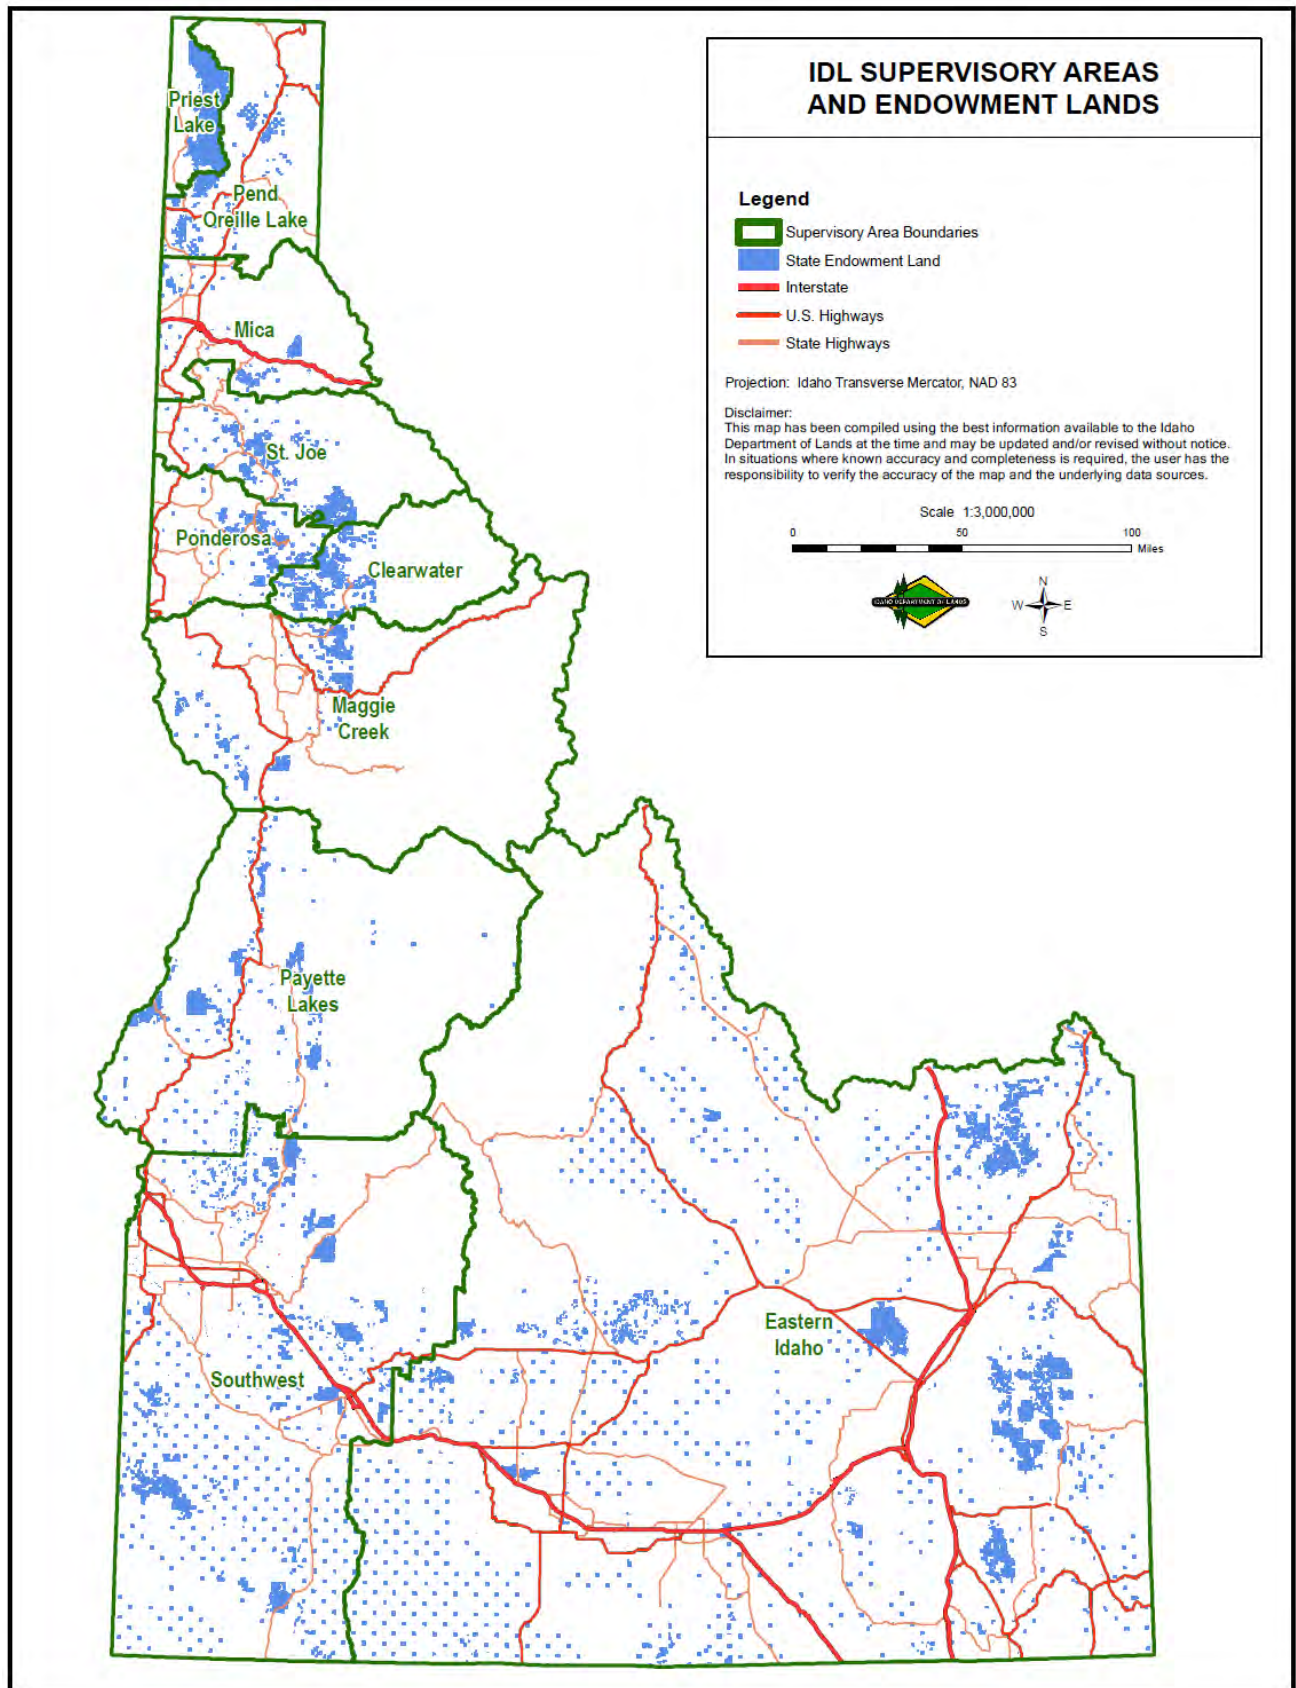 IDL SUPERVISORY AREAS
AND ENDOWMENT LANDS
Legend
Supervisory Area Boundaries
State Endowment Land
Interstate
U.S. Highways
State Highways
Projection: Idaho Transverse Mercator, NAD 83
Disclaimer:
This map has been compiled using the best information available to the Idaho
Department of Lands at the time and may be updated and/or revised without notice.
In situations where known accuracy and completeness is required, the user has the
responsibility to verify the accuracy of the map and the underlying data sources.
Scale 1:3,000,000
0 50 100
Miles
IDAHO DEPARTMENT OF LANDS
N
W E
S
Priest
Lake
Pend
Oreille Lake
Mica
St. Joe
Ponderosa
Clearwater
Maggie
Creek
Payette
Lakes
Eastern
Idaho
Southwest